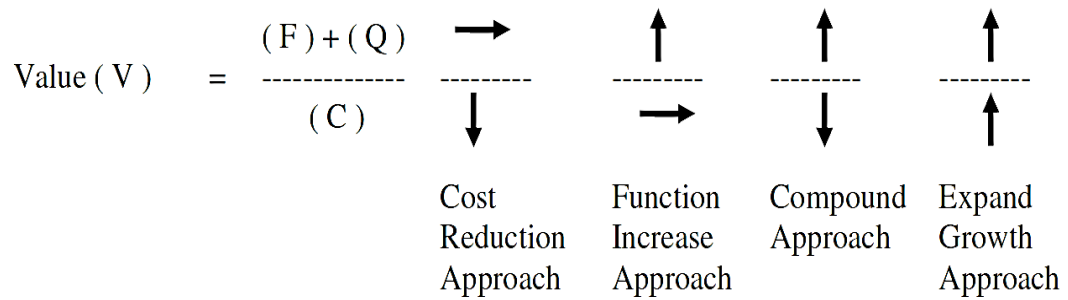 ( F ) + ( Q )
Value ( V ) = -------------- --------- --------- --------- ---------
( C )
Cost Function Compound Expand
Reduction Increase Approach Growth
Approach Approach Approach